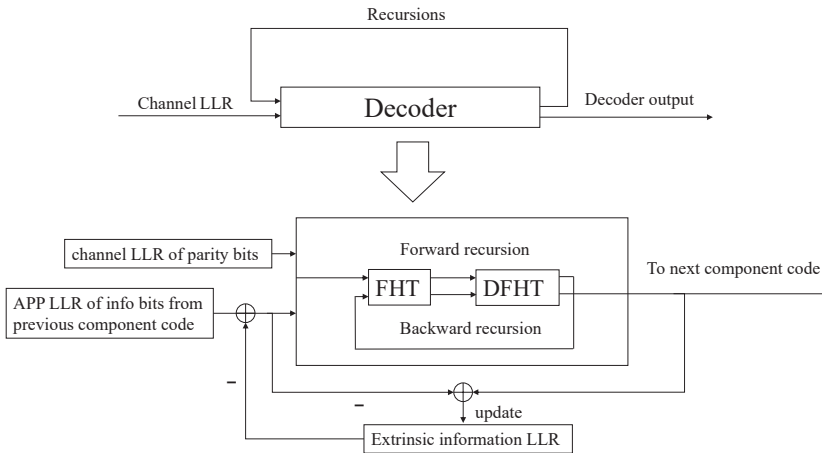 Recursions
Channel LLR
Decoder
Decoder output
channel LLR of parity bits
Forward recursion
To next component code
FHT
DFHT
APP LLR of info bits from
previous component code
Backward recursion
−
−
update
Extrinsic information LLR